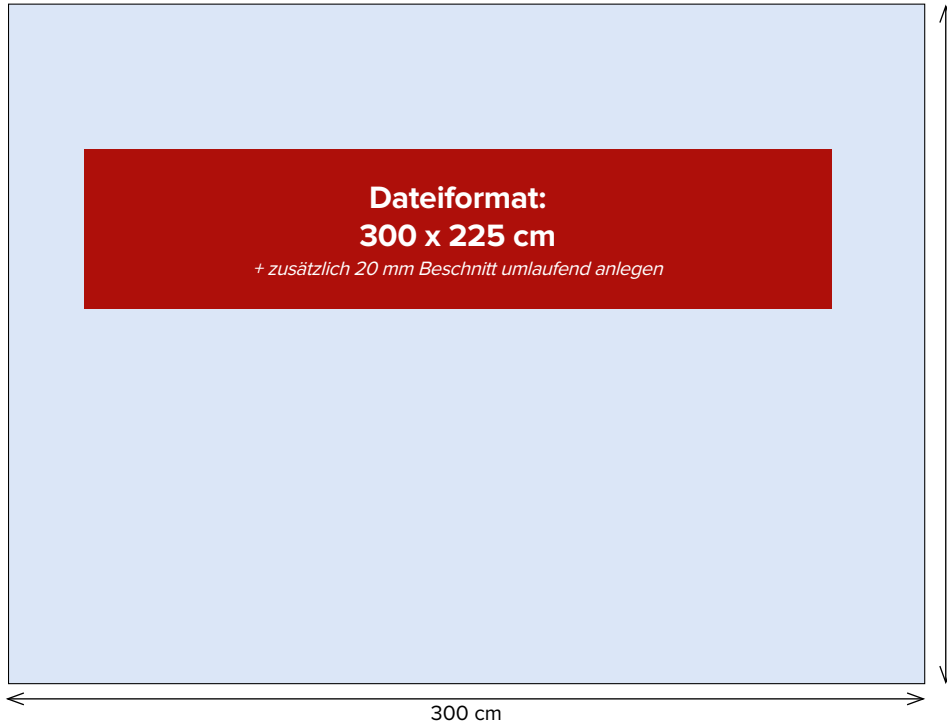 Dateiformat:
300 x 225 cm
+ zusätzlich 20 mm Beschnitt umlaufend anlegen
300 cm